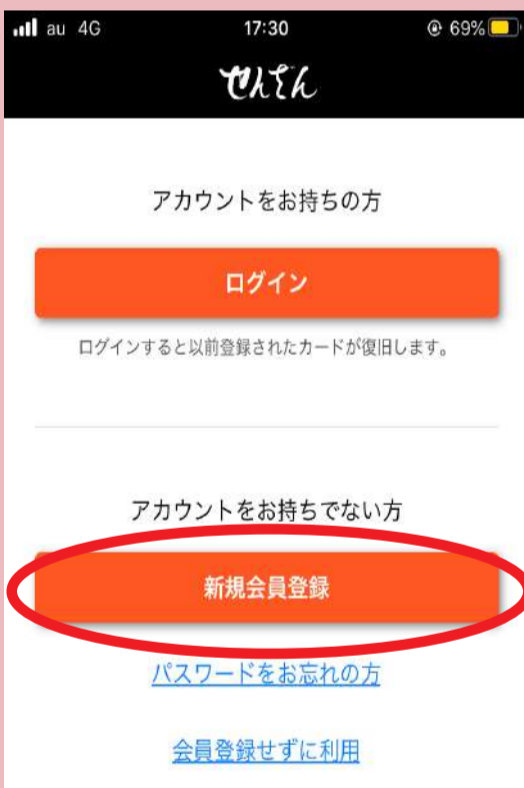 au 4G 17:30 69%
せんざん
アカウントをお持ちの方
ログイン
ログインすると以前登録されたカードが復旧します。
アカウントをお持ちでない方
新規会員登録
パスワードをお忘れの方
会員登録せずに利用